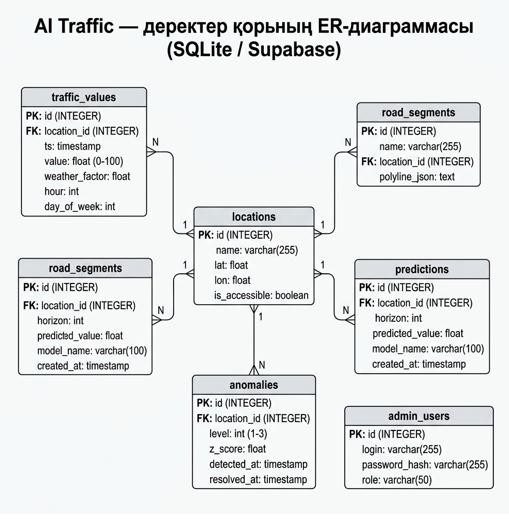 AI Traffic — деректер қорьның ER-диаграммасы
(SQLite / Supabase)
traffic_values
PK: id (INTEGER)
FK: location_id (INTEGER)
ts: timestamp
value: float (0-100)
weather_factor: float
hour: int
day_of_week: int
road_segments
PK: id (INTEGER)
name: varchar(255)
FK: location_id (INTEGER)
polyline_json: text
N
N
1
1
locations
PK: id (INTEGER)
name: varchar(255)
lat: float
lon: float
is_accessible: boolean
1
1
1
road_segments
PK: id (INTEGER)
FK: location_id (INTEGER)
horizon: int
predicted_value: float
model_name: varchar(100)
created_at: timestamp
N
predictions
PK: id (INTEGER)
FK: location_id (INTEGER)
horizon: int
predicted_value: float
model_name: varchar(100)
created_at: timestamp
N
N
anomalies
PK: id (INTEGER)
FK: location_id (INTEGER)
level: int (1-3)
z_score: float
detected_at: timestamp
resolved_at: timestamp
admin_users
PK: id (INTEGER)
login: varchar(255)
password_hash: varchar(255)
role: varchar(50)